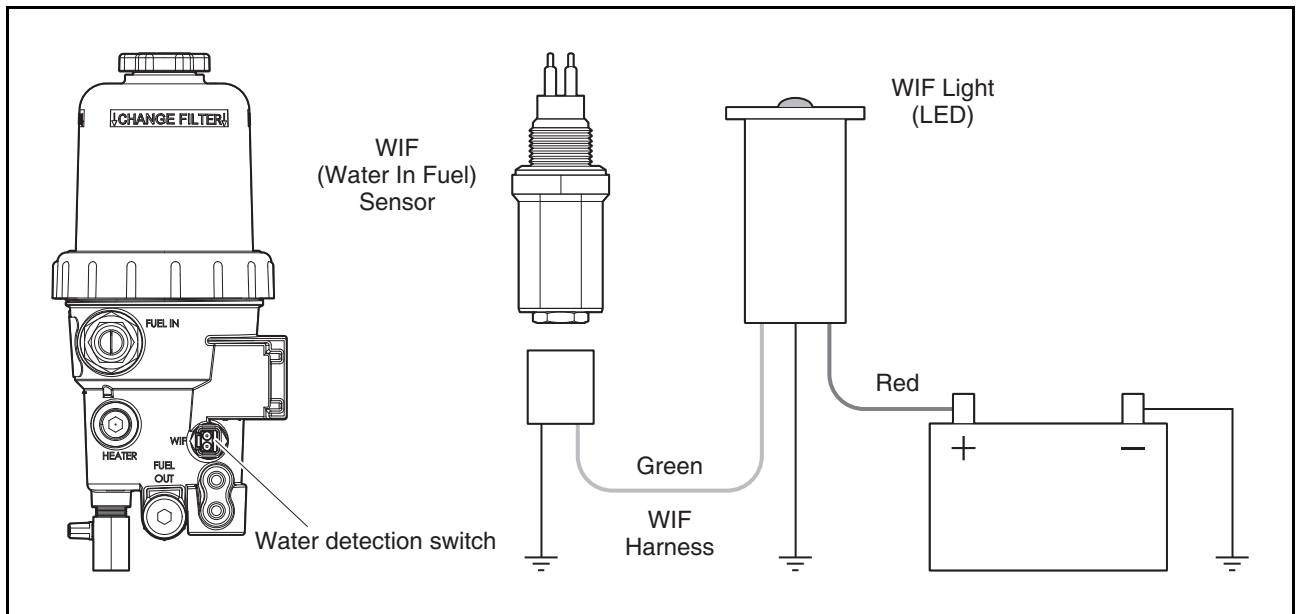 ↓CHANGE FILTER↓
FUEL IN
HEATER
WIF
FUEL
OUT
Water detection switch
WIF
(Water In Fuel)
Sensor
WIF Light
(LED)
Red
Green
WIF
Harness
+
−